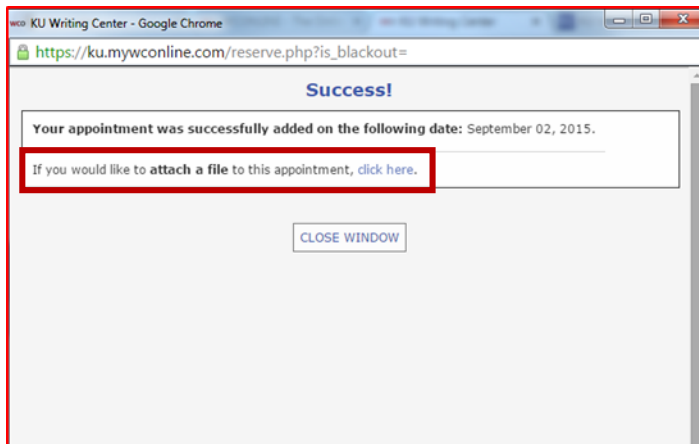 wco KU Writing Center - Google Chrome
https://ku.mywconline.com/reserve.php?is_blackout=
Success!
Your appointment was successfully added on the following date: September 02, 2015.
If you would like to attach a file to this appointment, click here.
CLOSE WINDOW